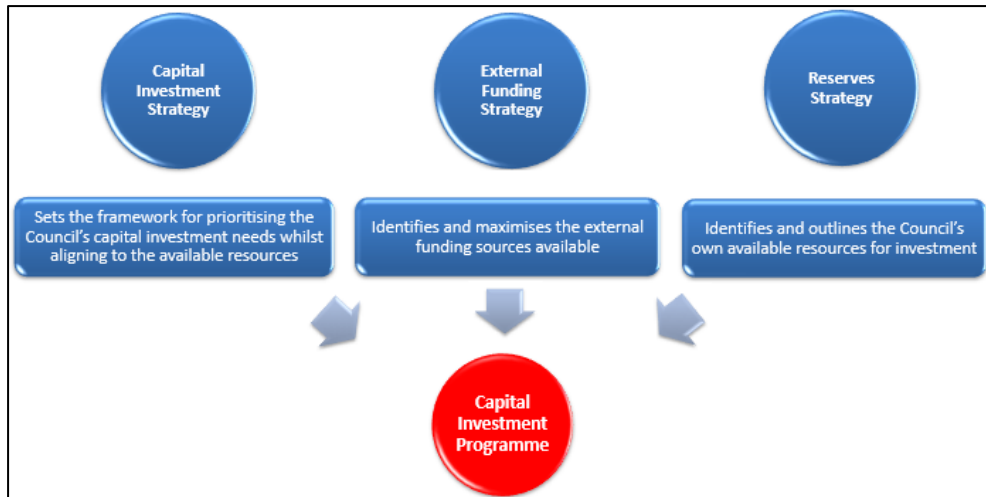 Capital
Investment
Strategy
External
Funding
Strategy
Reserves
Strategy
Sets the framework for prioritising the
Council's capital investment needs whilst
aligning to the available resources
Identifies and maximises the external
funding sources available
Identifies and outlines the Council's
own available resources for investment
Capital
Investment
Programme